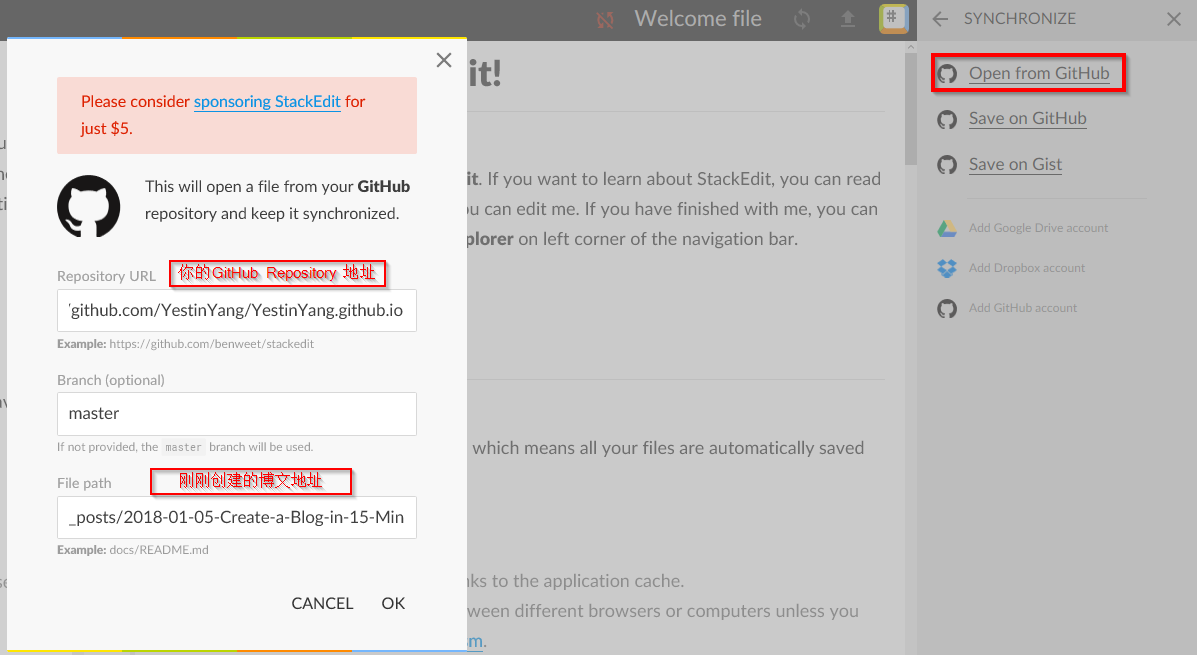 Welcome file
SYNCHRONIZE
Open from GitHub
Save on GitHub
Save on Gist
Add Google Drive account
Add Dropbox account
Add GitHub account
Please consider sponsoring StackEdit for
just $5.
This will open a file from your GitHub
repository and keep it synchronized.
Repository URL
你的GitHub Repository 地址
github.com/YestinYang/YestinYang.github.io
Example: https://github.com/benweet/stackedit
Branch (optional)
master
If not provided, the master branch will be used.
File path
刚刚创建的博文地址
_posts/2018-01-05-Create-a-Blog-in-15-Min
Example: docs/README.md
CANCEL
OK
it!
it. If you want to learn about StackEdit, you can read
you can edit me. If you have finished with me, you can
plorer on left corner of the navigation bar.
which means all your files are automatically saved
nks to the application cache.
ween different browsers or computers unless you
sm.